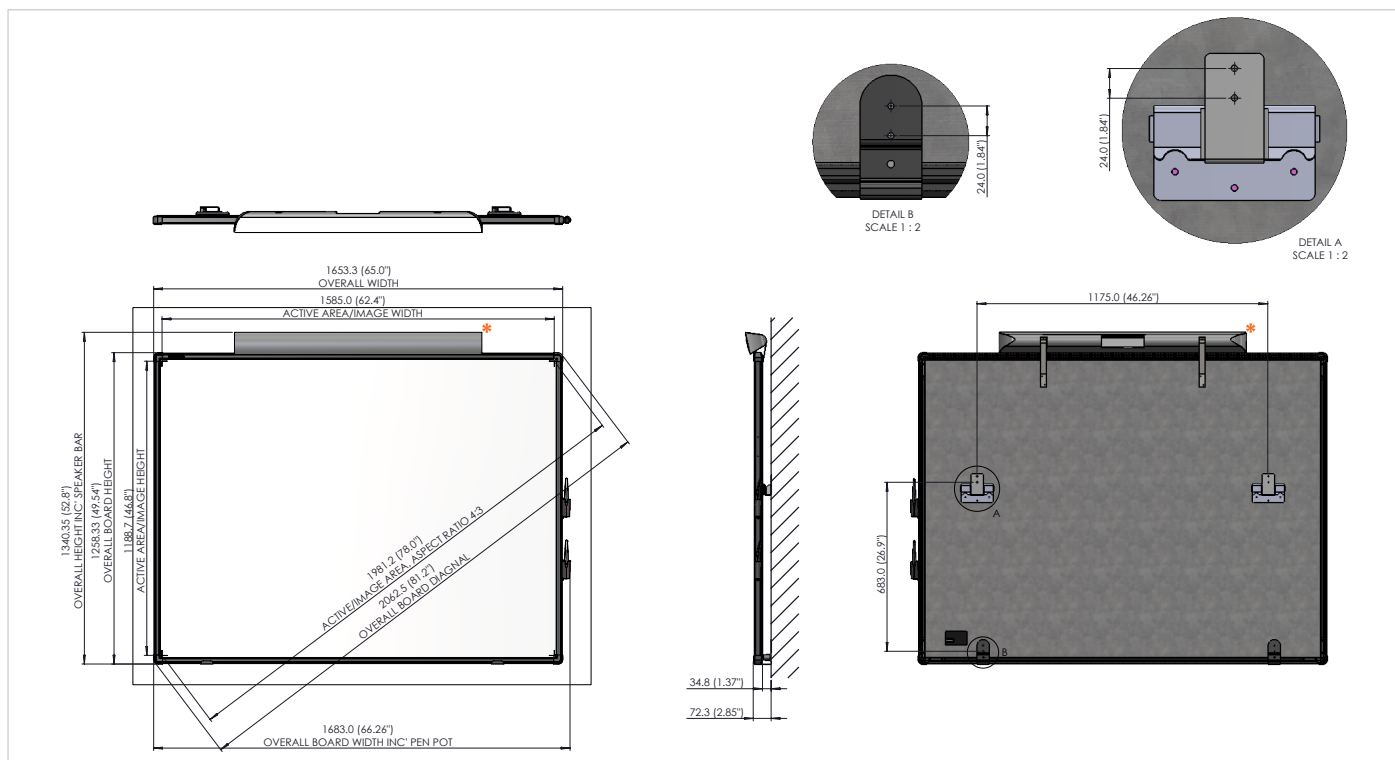 24.0 (1.84")
DETAIL B
SCALE 1 : 2
24.0 (1.84")
DETAIL A
SCALE 1 : 2
1653.3 (65.0")
OVERALL WIDTH
1585.0 (62.4")
ACTIVE AREA/IMAGE WIDTH
*
1340.35 (52.8")
OVERALL HEIGHT INC' SPEAKER BAR
1258.33 (49.54")
OVERALL BOARD HEIGHT
1188.7 (46.8")
ACTIVE AREA/IMAGE HEIGHT
1981.2 (78.0")
ACTIVE/IMAGE AREA, ASPECT RATIO 4:3
2062.5 (81.2")
OVERALL BOARD DIAGNAL
1683.0 (66.26")
OVERALL BOARD WIDTH INC' PEN POT
34.8 (1.37")
72.3 (2.85")
1175.0 (46.26")
*
683.0 (26.9")
A
B